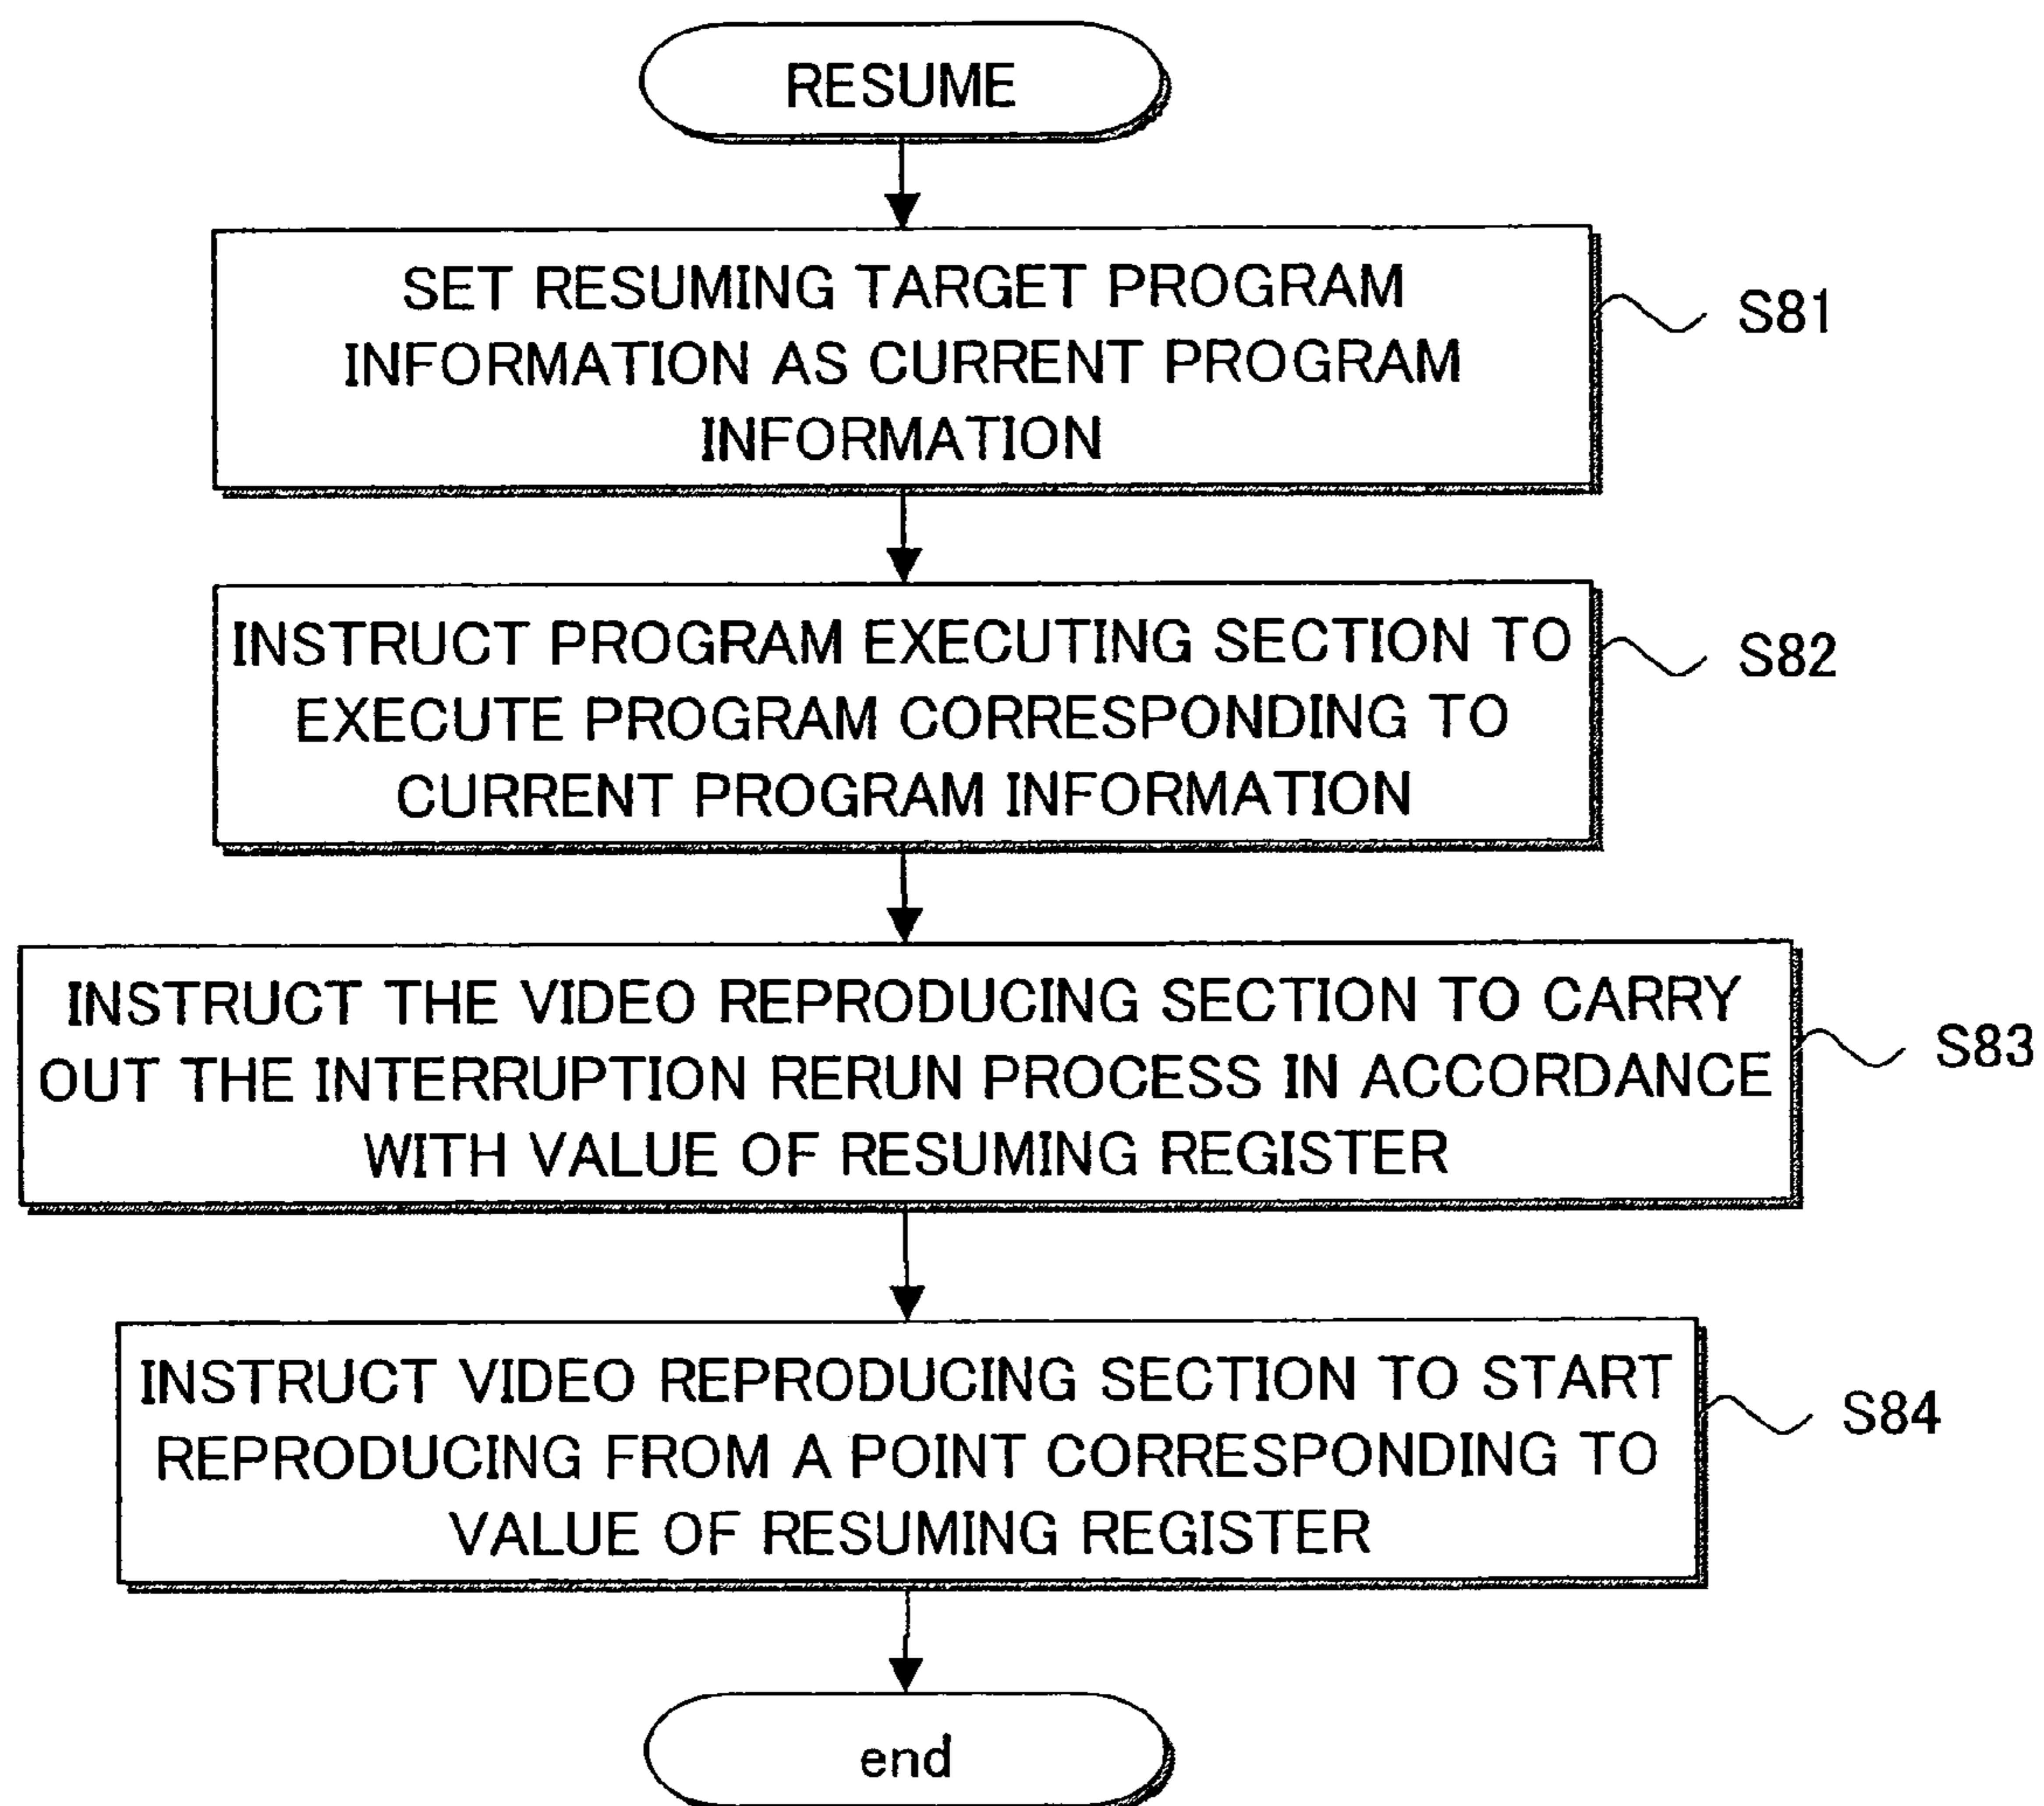 RESUME
SET RESUMING TARGET PROGRAM
INFORMATION AS CURRENT PROGRAM
INFORMATION
S81
INSTRUCT PROGRAM EXECUTING SECTION TO
EXECUTE PROGRAM CORRESPONDING TO
CURRENT PROGRAM INFORMATION
S82
INSTRUCT THE VIDEO REPRODUCING SECTION TO CARRY
OUT THE INTERRUPTION RERUN PROCESS IN ACCORDANCE
WITH VALUE OF RESUMING REGISTER
S83
INSTRUCT VIDEO REPRODUCING SECTION TO START
REPRODUCING FROM A POINT CORRESPONDING TO
VALUE OF RESUMING REGISTER
S84
end